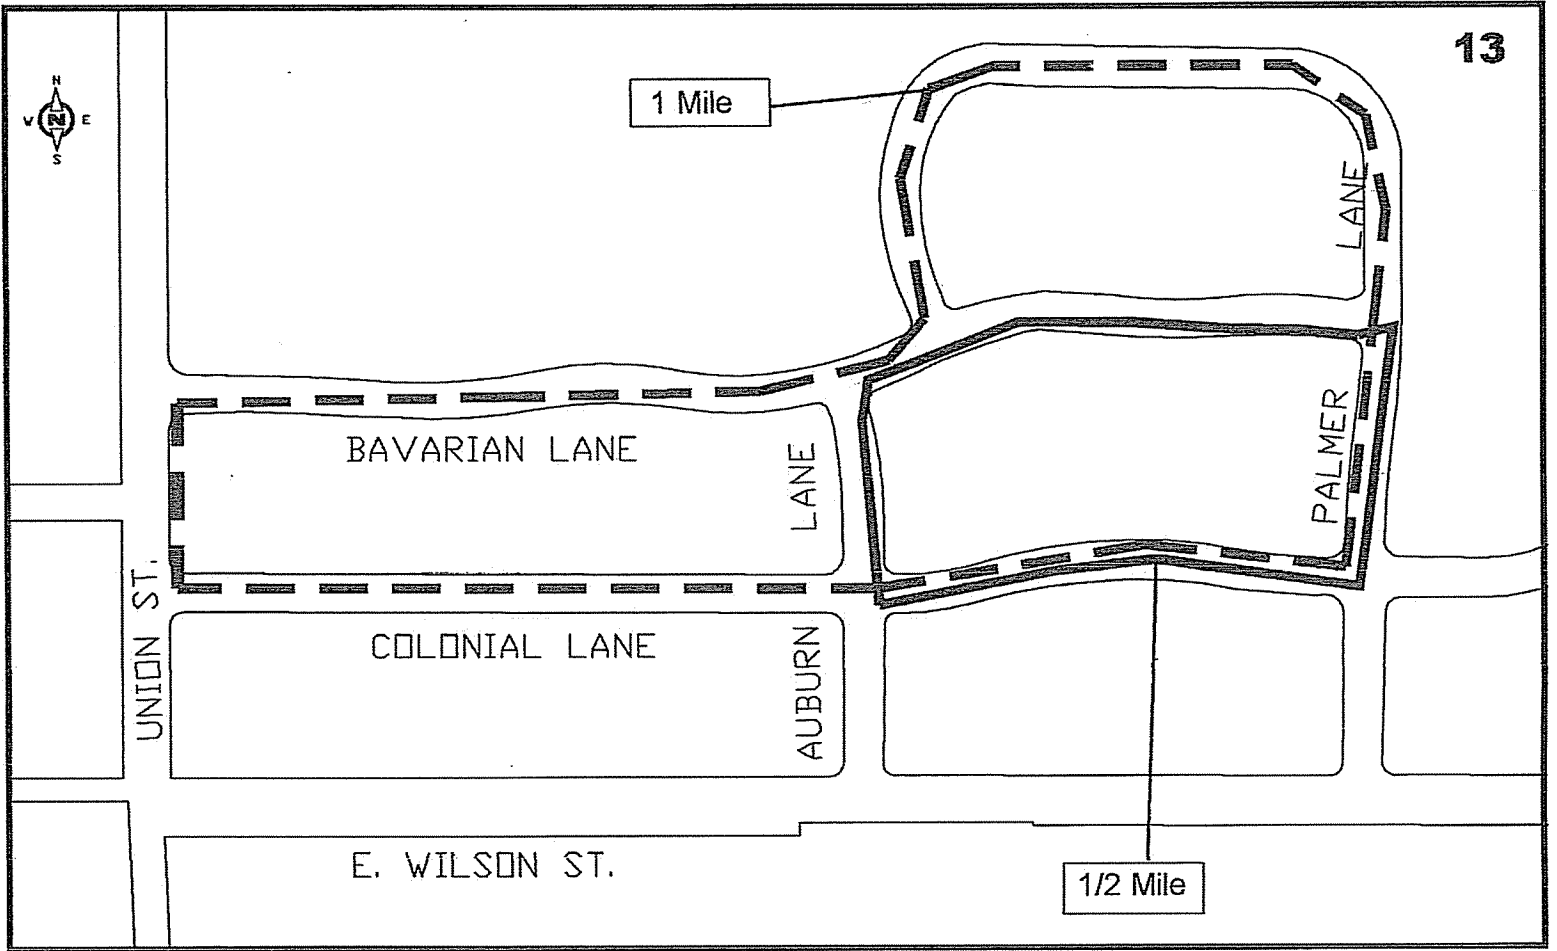 13
N
W N E
S
1 Mile
PALMER LANE
BAVARIAN LANE
AUBURN LANE
UNION ST.
COLONIAL LANE
E. WILSON ST.
1/2 Mile